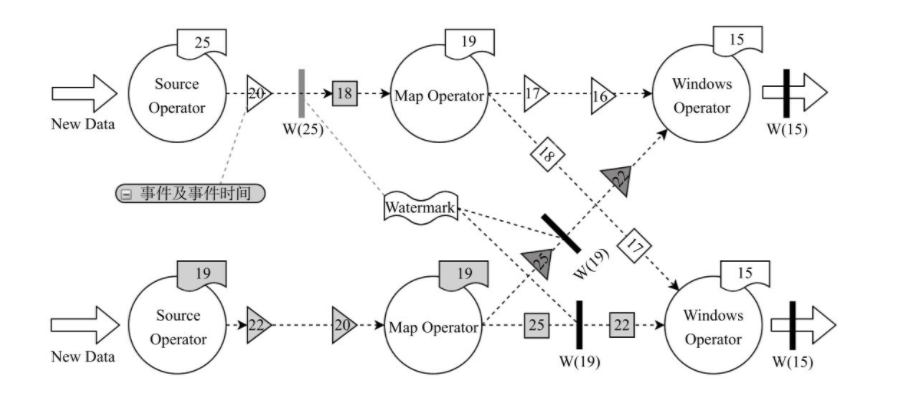 25
19
15
Source
Operator
20
18
Map Operator
17
16
Windows
Operator
New Data
W(25)
W(15)
18
22
事件及事件时间
Watermark
17
W(19)
25
19
19
15
Source
Operator
22
20
Map Operator
25
22
Windows
Operator
New Data
W(19)
W(15)